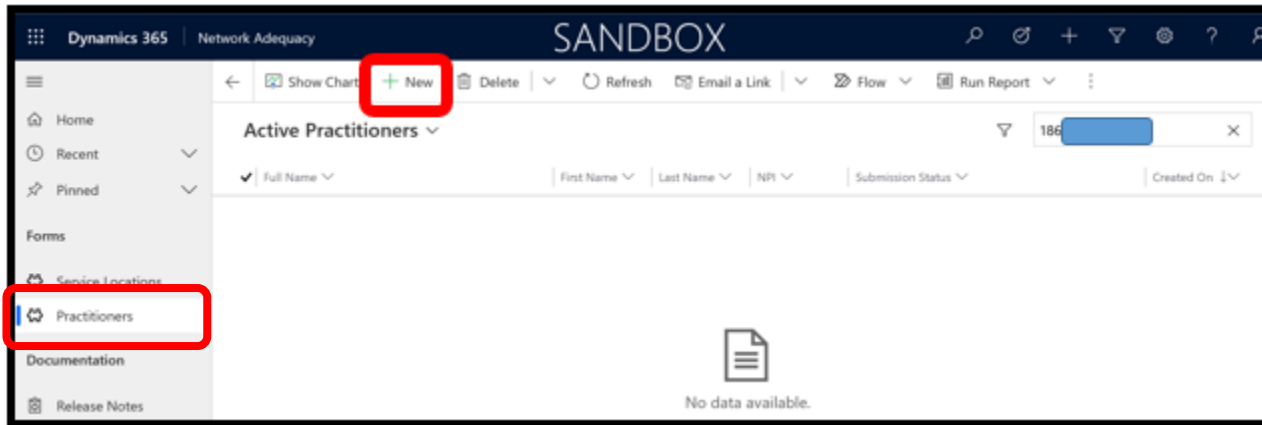 Dynamics 365 Network Adequacy SANDBOX ?
Show Chart New Delete Refresh Email a Link Flow Run Report
Home
Active Practitioners 186
Recent
Full Name First Name Last Name NPI Submission Status Created On
Pinned
Forms
Service Locations
Practitioners
Documentation
Release Notes
No data available.